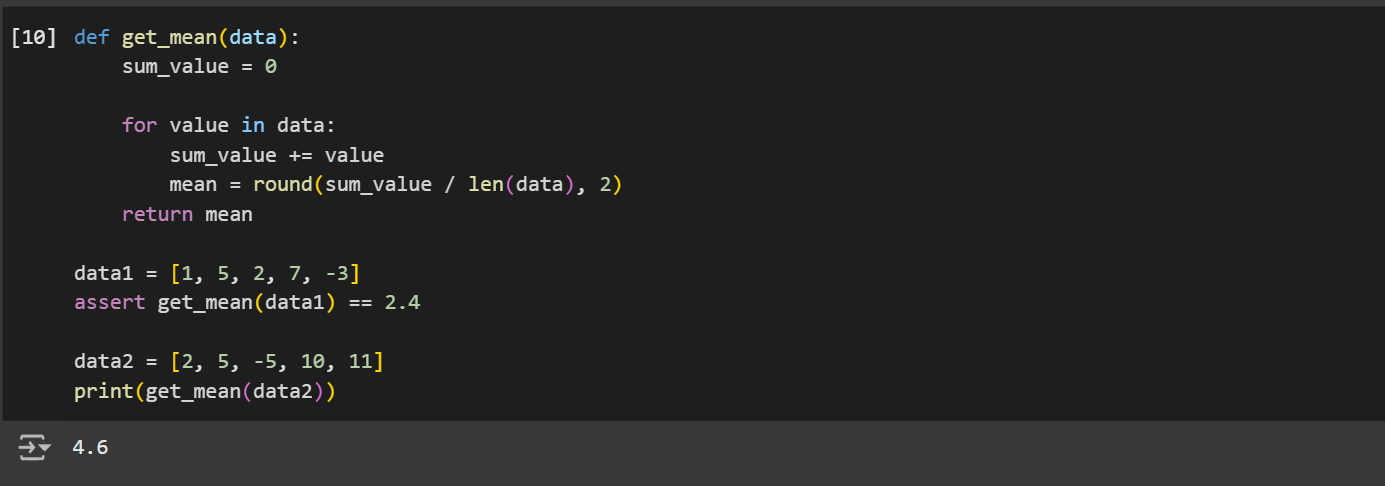 [10] def get_mean(data):
    sum_value = 0
    for value in data:
        sum_value += value
        mean = round(sum_value / len(data), 2)
    return mean
data1 = [1, 5, 2, 7, -3]
assert get_mean(data1) == 2.4
data2 = [2, 5, -5, 10, 11]
print(get_mean(data2))
4.6